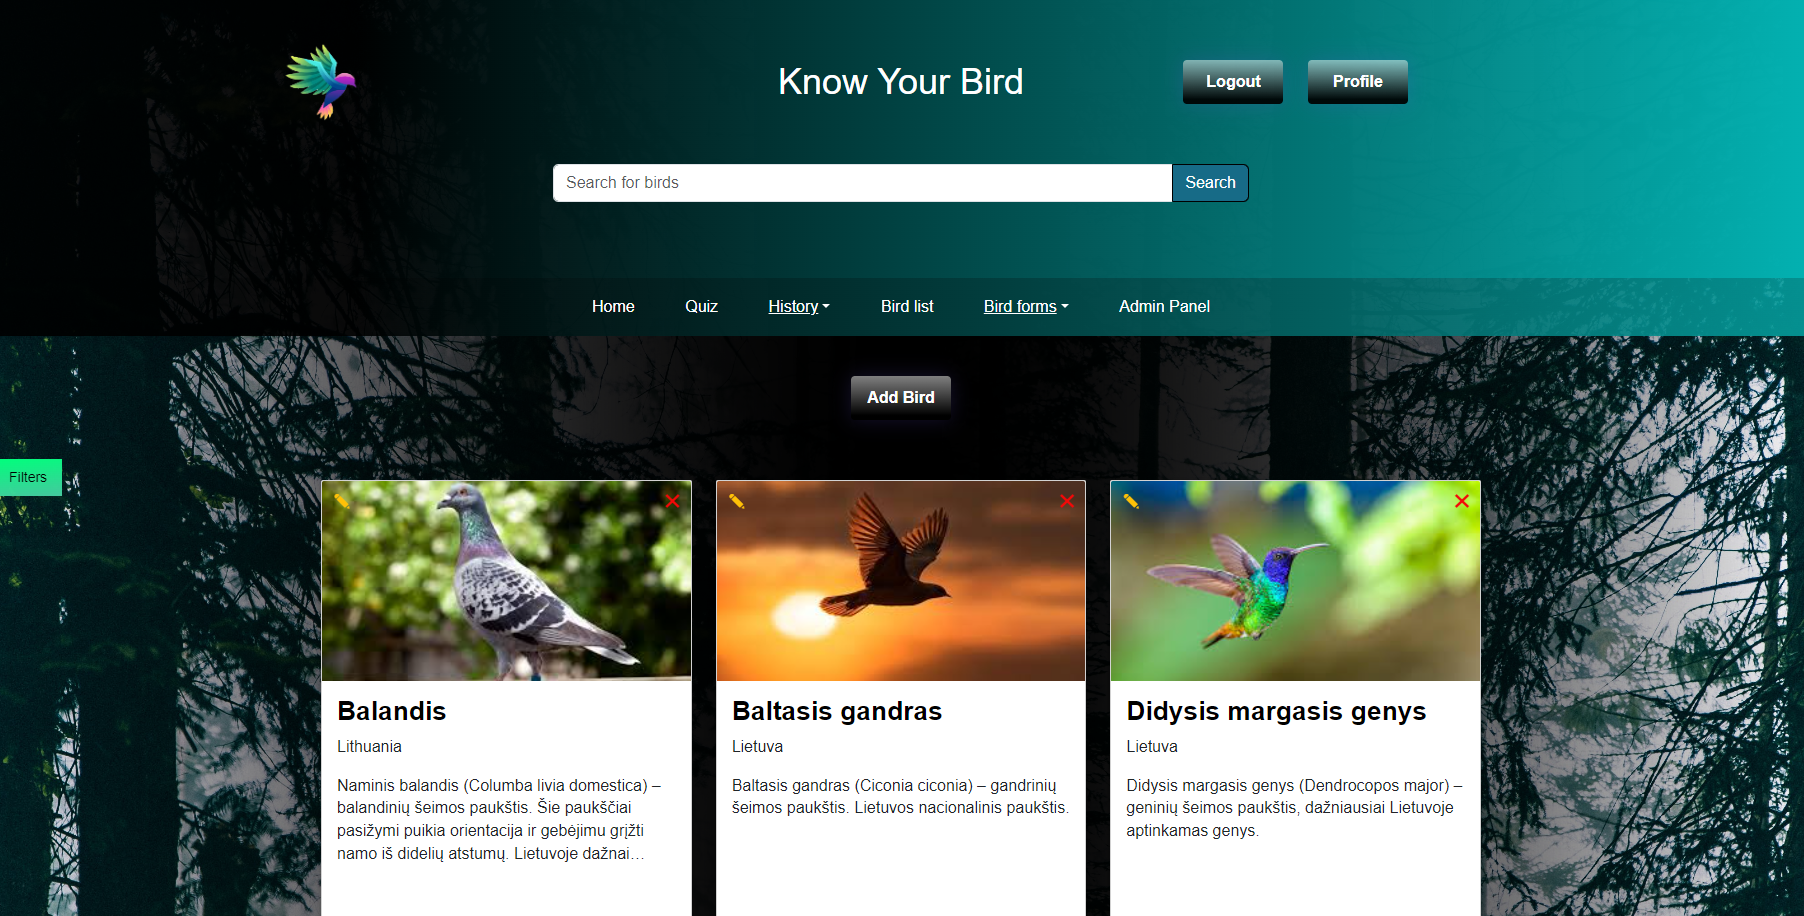 Know Your Bird
Logout
Profile
Search for birds
Search
Home
Quiz
History
Bird list
Bird forms
Admin Panel
Add Bird
Filters
Balandis
Lithuania
Naminis balandis (Columba livia domestica) –
balandinių šeimos paukštis. Šie paukščiai
pasižymi puikia orientacija ir gebėjimu grįžti
namo iš didelių atstumų. Lietuvoje dažnai…
Baltasis gandras
Lietuva
Baltasis gandras (Ciconia ciconia) – gandrinių
šeimos paukštis. Lietuvos nacionalinis paukštis.
Didysis margasis genys
Lietuva
Didysis margasis genys (Dendrocopos major) –
geninių šeimos paukštis, dažniausiai Lietuvoje
aptinkamas genys.